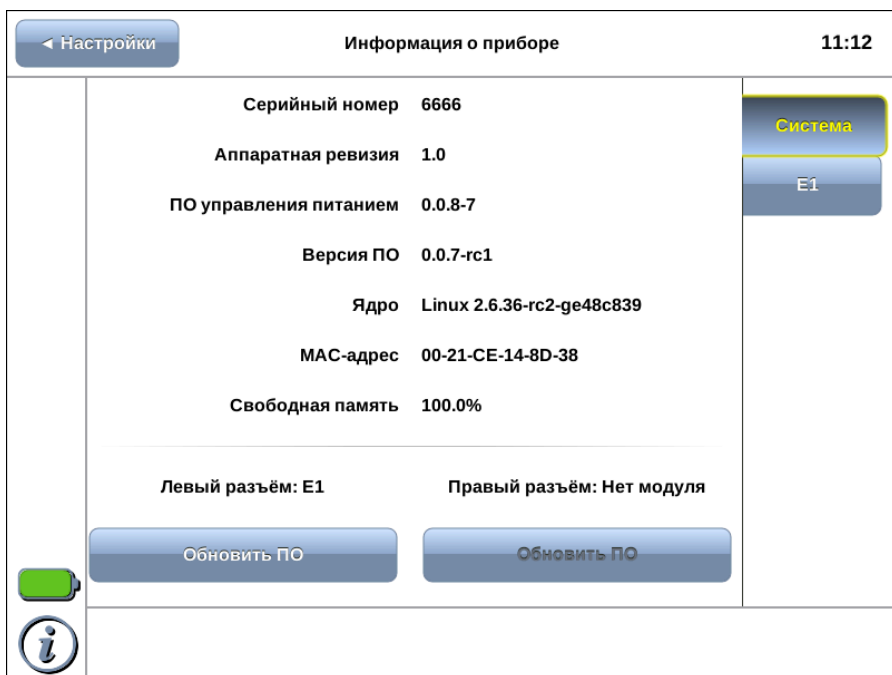 ◄ Настройки
Информация о приборе
11:12
Серийный номер 6666
Аппаратная ревизия 1.0
ПО управления питанием 0.0.8-7
Версия ПО 0.0.7-rc1
Ядро Linux 2.6.36-rc2-ge48c839
MAC-адрес 00-21-CE-14-8D-38
Свободная память 100.0%
Левый разъём: E1
Правый разъём: Нет модуля
Обновить ПО
Обновить ПО
Система
E1
i